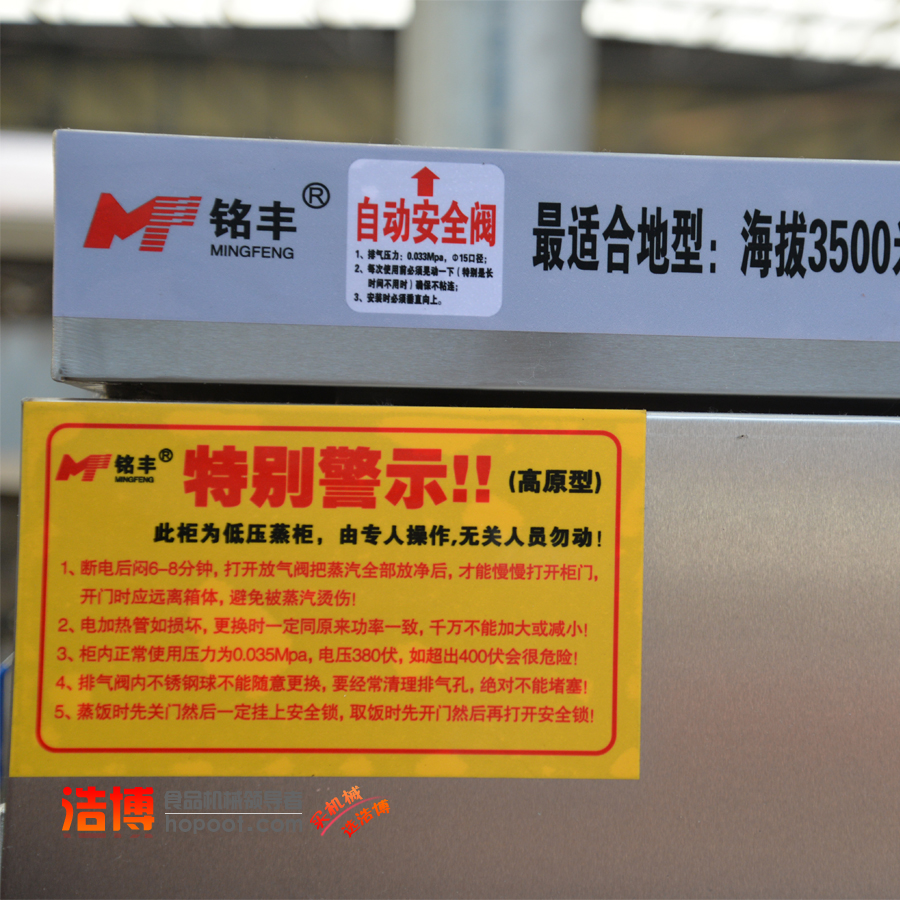 铭丰®
MINGFENG
自动安全阀
1、排气压力：0.033Mpa，Φ15口径；
2、每次使用前必须晃动一下（特别是长
时间不用时）确保不粘连；
3、安装时必须垂直向上。
最适合地型：海拔3500米
铭丰®
MINGFENG
特别警示!!
(高原型)
此柜为低压蒸柜，由专人操作,无关人员勿动！
1、断电后闷6-8分钟，打开放气阀把蒸汽全部放净后，才能慢慢打开柜门，
开门时应远离箱体，避免被蒸汽烫伤！
2、电加热管如损坏，更换时一定同原来功率一致，千万不能加大或减小！
3、柜内正常使用压力为0.035Mpa，电压380伏，如超出400伏会很危险！
4、排气阀内不锈钢球不能随意更换，要经常清理排气孔，绝对不能堵塞！
5、蒸饭时先关门然后一定挂上安全锁，取饭时先开门然后再打开安全锁！
浩博
食品机械领导者
买机械
选浩博